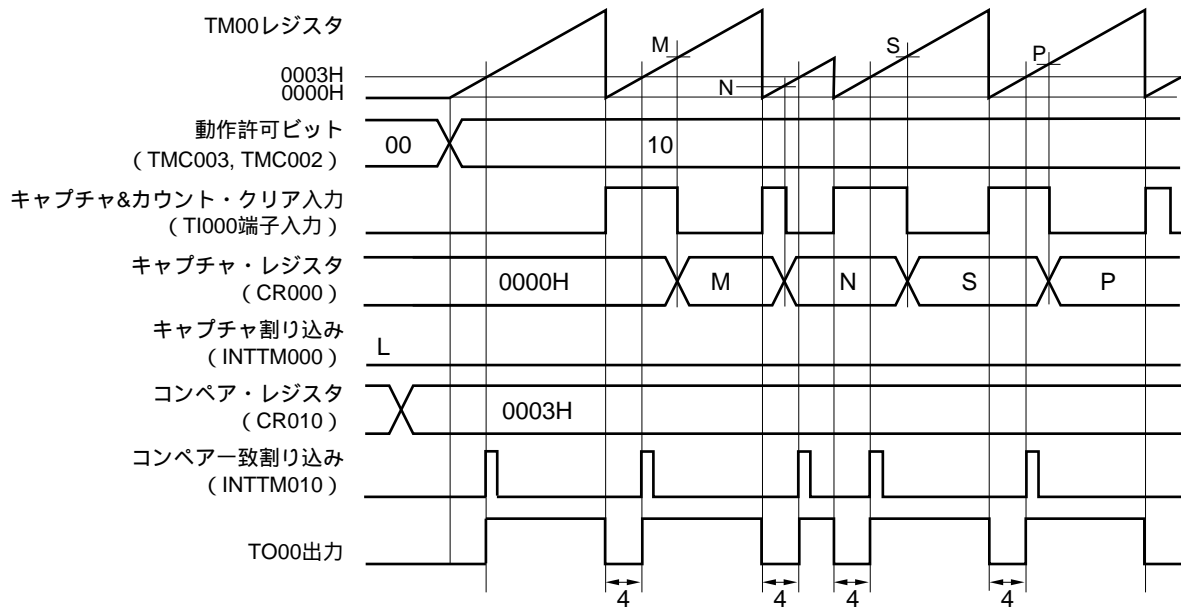 TM00レジスタ
M
S
P
N
0003H
0000H
動作許可ビット
(TMC003, TMC002)
00
10
キャプチャ&カウント・クリア入力
(TI000端子入力)
キャプチャ・レジスタ
(CR000)
0000H
M
N
S
P
キャプチャ割り込み
(INTTM000)
L
コンペア・レジスタ
(CR010)
0003H
コンペア一致割り込み
(INTTM010)
TO00出力
4
4
4
4